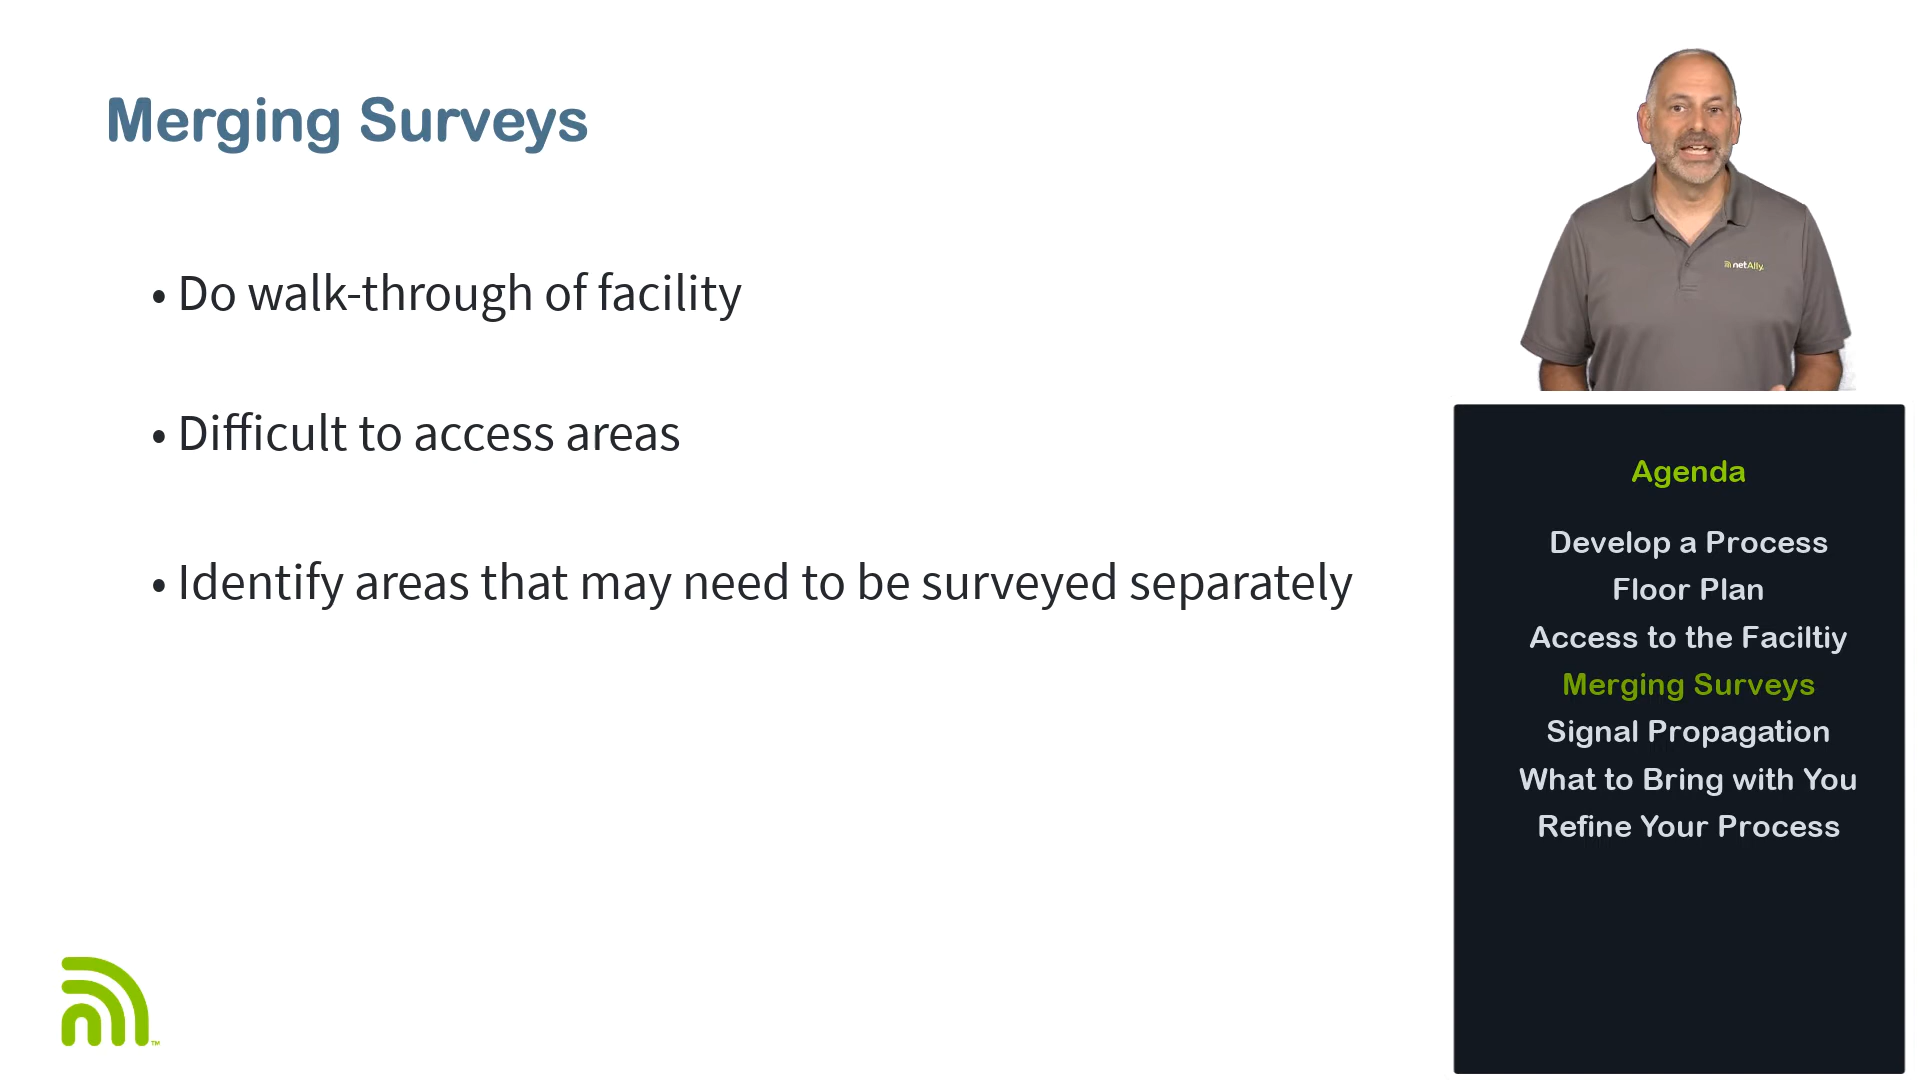 Merging Surveys
• Do walk-through of facility
• Difficult to access areas
• Identify areas that may need to be surveyed separately
netAlly.
Agenda
Develop a Process
Floor Plan
Access to the Faciltiy
Merging Surveys
Signal Propagation
What to Bring with You
Refine Your Process
TM